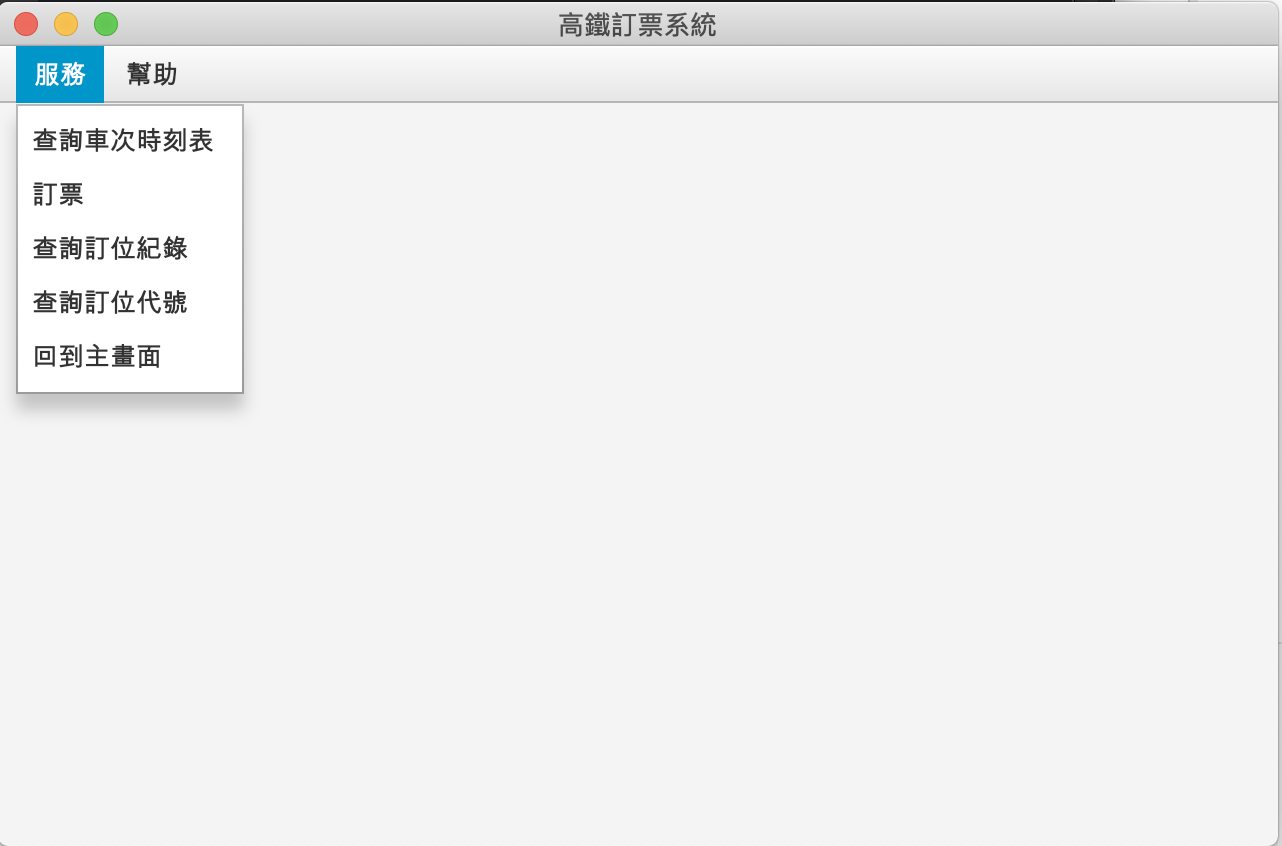 高鐵訂票系統
服務 幫助
查詢車次時刻表
訂票
查詢訂位紀錄
查詢訂位代號
回到主畫面